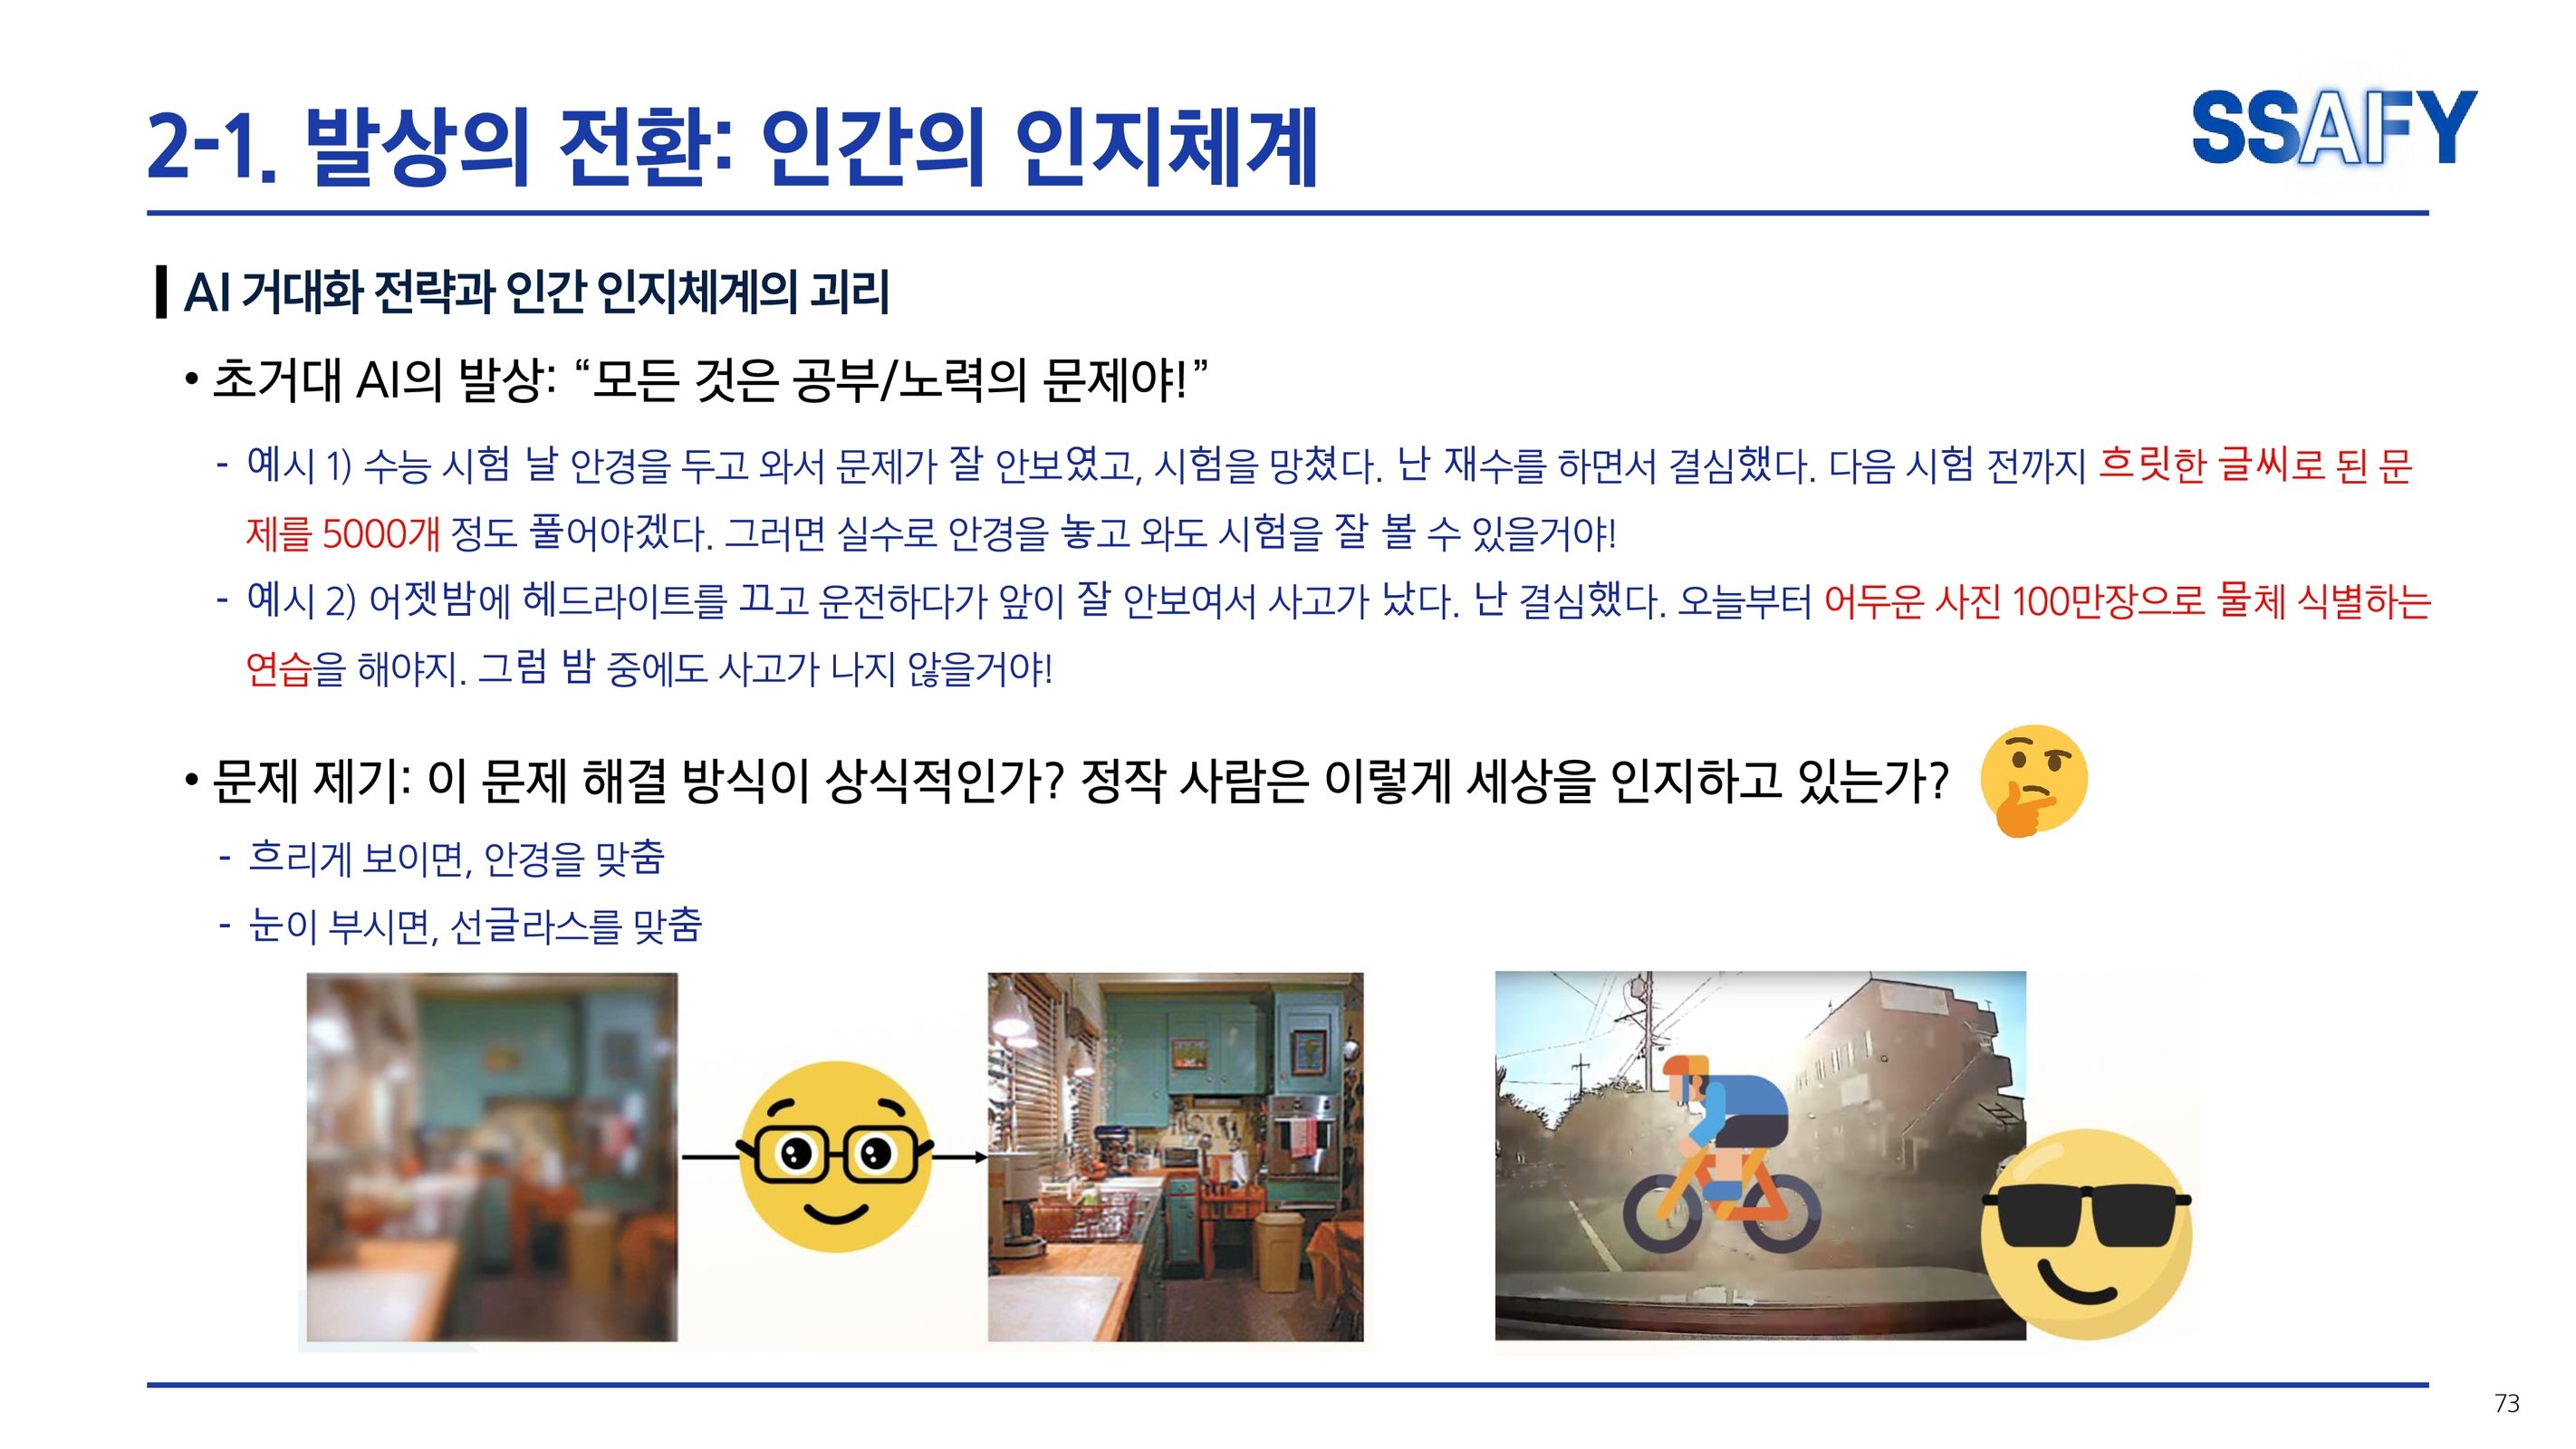 2-1. 발상의 전환: 인간의 인지체계
SSAFY
AI 거대화 전략과 인간 인지체계의 괴리
• 초거대 AI의 발상: “모든 것은 공부/노력의 문제야!”
- 예시 1) 수능 시험 날 안경을 두고 와서 문제가 잘 안보였고, 시험을 망쳤다. 난 재수를 하면서 결심했다. 다음 시험 전까지 흐릿한 글씨로 된 문
제를 5000개 정도 풀어야겠다. 그러면 실수로 안경을 놓고 와도 시험을 잘 볼 수 있을거야!
- 예시 2) 어젯밤에 헤드라이트를 끄고 운전하다가 앞이 잘 안보여서 사고가 났다. 난 결심했다. 오늘부터 어두운 사진 100만장으로 물체 식별하는
연습을 해야지. 그럼 밤 중에도 사고가 나지 않을거야!
• 문제 제기: 이 문제 해결 방식이 상식적인가? 정작 사람은 이렇게 세상을 인지하고 있는가?
- 흐리게 보이면, 안경을 맞춤
- 눈이 부시면, 선글라스를 맞춤
73